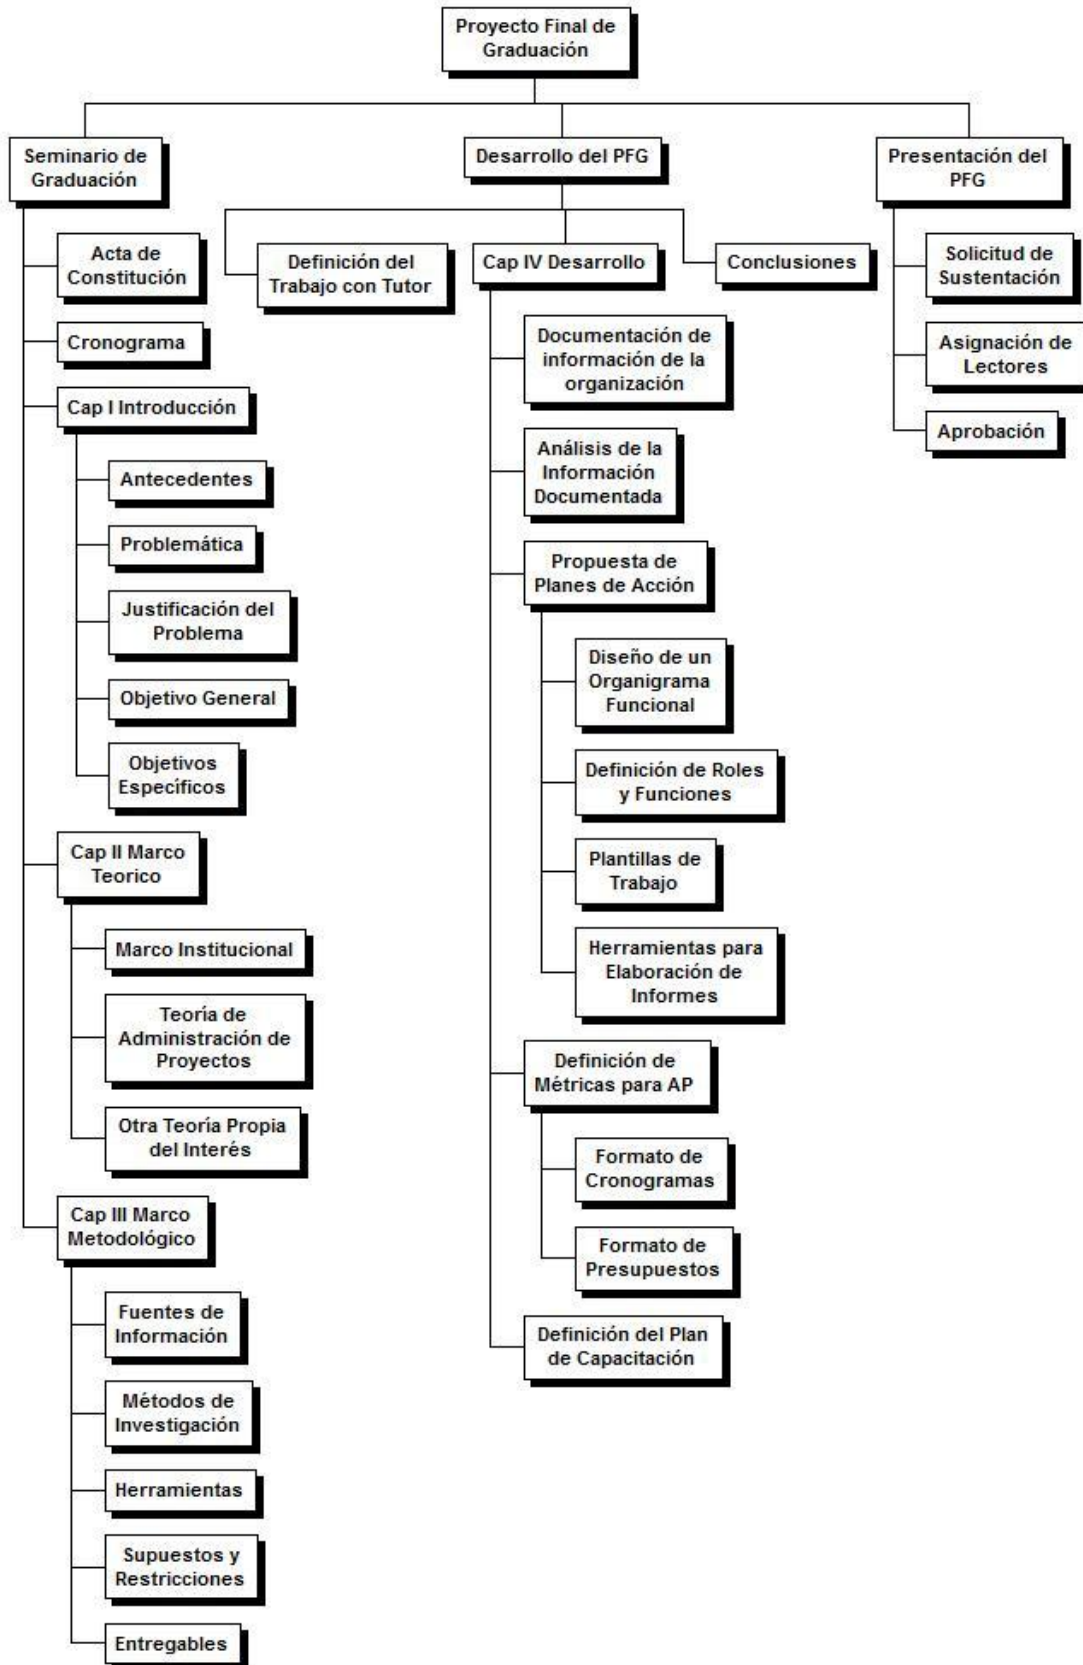 Proyecto Final de
Graduación
Seminario de
Graduación
Acta de
Constitución
Cronograma
Cap I Introducción
Antecedentes
Problemática
Justificación del
Problema
Objetivo General
Objetivos
Específicos
Cap II Marco
Teorico
Marco Institucional
Teoría de
Administración de
Proyectos
Otra Teoría Propia
del Interés
Cap III Marco
Metodológico
Fuentes de
Información
Métodos de
Investigación
Herramientas
Supuestos y
Restricciones
Entregables
Desarrollo del PFG
Definición del
Trabajo con Tutor
Cap IV Desarrollo
Documentación de
información de la
organización
Análisis de la
Información
Documentada
Propuesta de
Planes de Acción
Diseño de un
Organigrama
Funcional
Definición de Roles
y Funciones
Plantillas de
Trabajo
Herramientas para
Elaboración de
Informes
Definición de
Métricas para AP
Formato de
Cronogramas
Formato de
Presupuestos
Definición del Plan
de Capacitación
Conclusiones
Presentación del
PFG
Solicitud de
Sustentación
Asignación de
Lectores
Aprobación